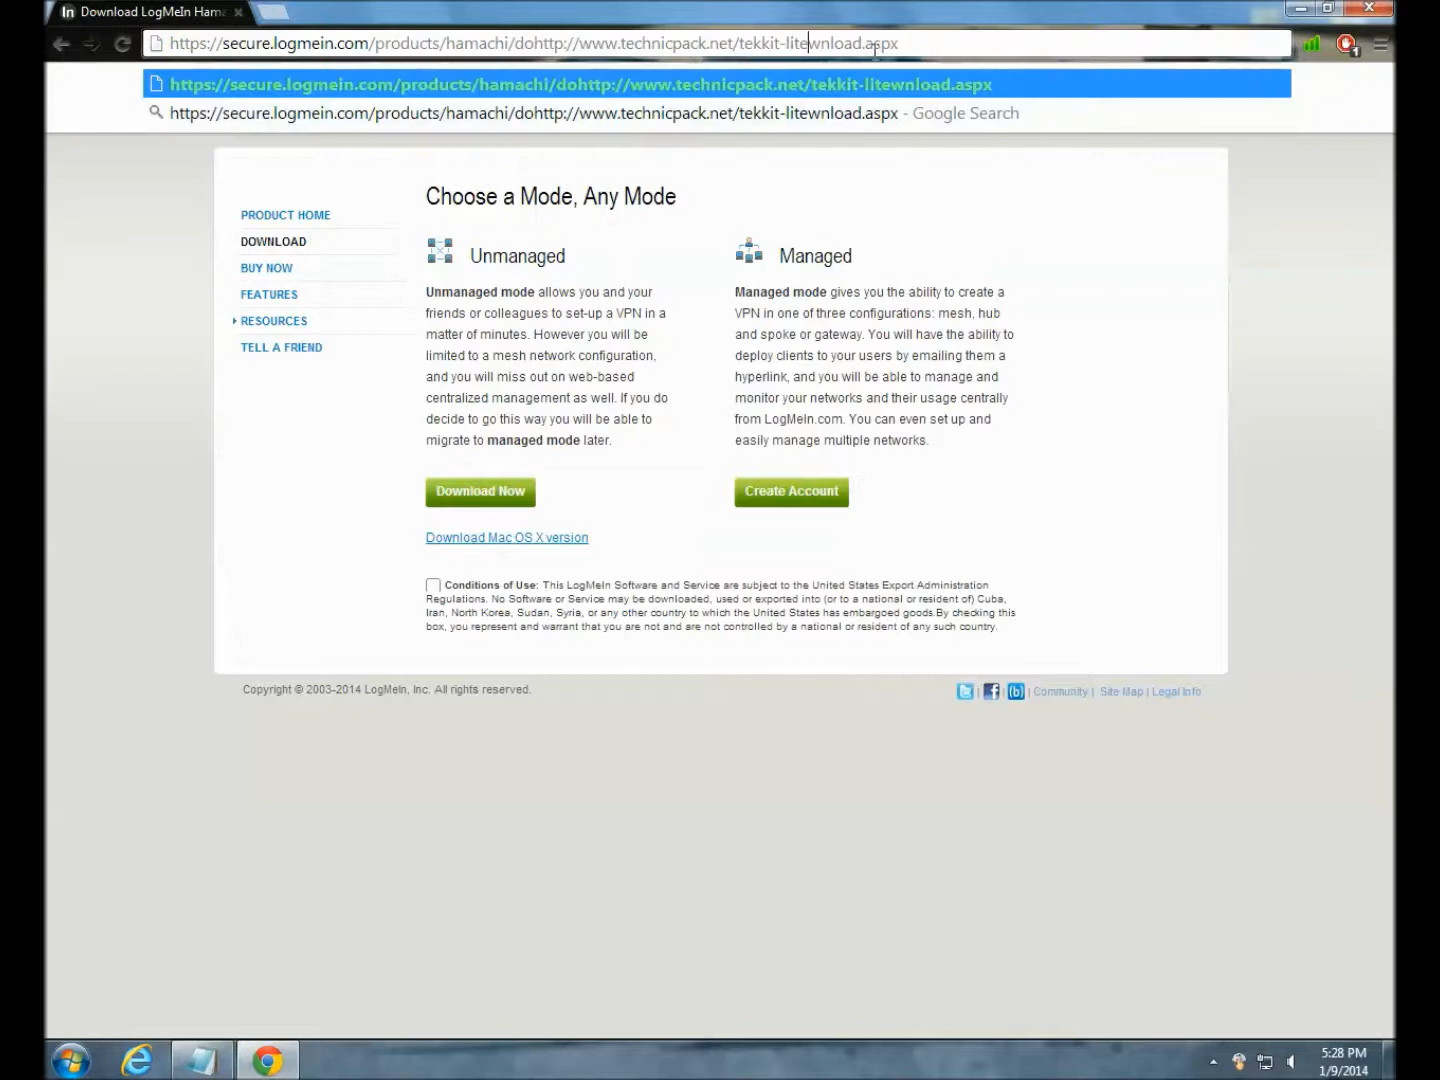 Download LogMeIn Hama
https://secure.logmein.com/products/hamachi/dohttp://www.technicpack.net/tekkit-litewnload.aspx
https://secure.logmein.com/products/hamachi/dohttp://www.technicpack.net/tekkit-litewnload.aspx
https://secure.logmein.com/products/hamachi/dohttp://www.technicpack.net/tekkit-litewnload.aspx - Google Search
Choose a Mode, Any Mode
PRODUCT HOME
DOWNLOAD
BUY NOW
FEATURES
RESOURCES
TELL A FRIEND
Unmanaged
Unmanaged mode allows you and your
friends or colleagues to set-up a VPN in a
matter of minutes. However you will be
limited to a mesh network configuration,
and you will miss out on web-based
centralized management as well. If you do
decide to go this way you will be able to
migrate to managed mode later.
Download Now
Download Mac OS X version
Managed
Managed mode gives you the ability to create a
VPN in one of three configurations: mesh, hub
and spoke or gateway. You will have the ability to
deploy clients to your users by emailing them a
hyperlink, and you will be able to manage and
monitor your networks and their usage centrally
from LogMeIn.com. You can even set up and
easily manage multiple networks.
Create Account
Conditions of Use: This LogMeIn Software and Service are subject to the United States Export Administration
Regulations. No Software or Service may be downloaded, used or exported into (or to a national or resident of) Cuba,
Iran, North Korea, Sudan, Syria, or any other country to which the United States has embargoed goods.By checking this
box, you represent and warrant that you are not and are not controlled by a national or resident of any such country.
Copyright © 2003-2014 LogMeIn, Inc. All rights reserved.
| | | Community | Site Map | Legal Info
5:28 PM
1/9/2014